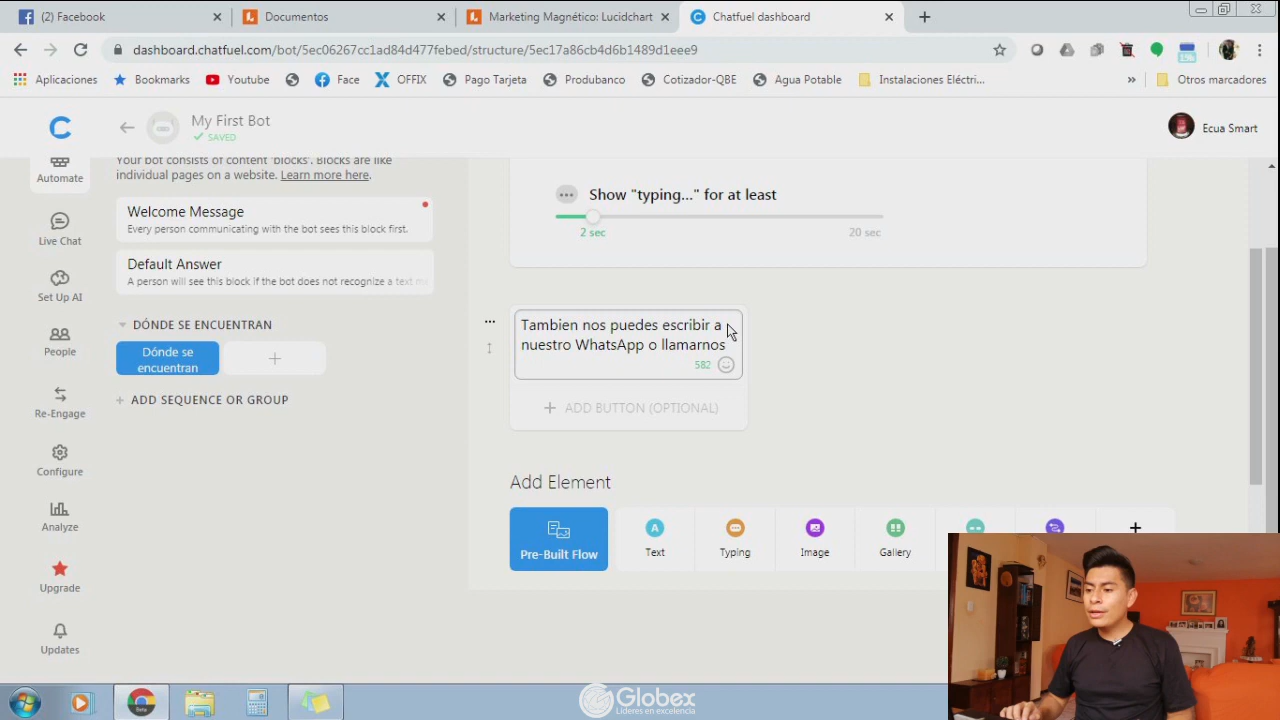 (2) Facebook
Documentos
Marketing Magnético: Lucidchart
Chatfuel dashboard
dashboard.chatfuel.com/bot/5ec06267cc1ad84d477febed/structure/5ec17a86cb4d6b1489d1eee9
Aplicaciones
Bookmarks
Youtube
Face
OFFIX
Pago Tarjeta
Produbanco
Cotizador-QBE
Agua Potable
Instalaciones Eléctri...
»
Otros marcadores
My First Bot
SAVED
Ecua Smart
Automate
Live Chat
Set Up AI
People
Re-Engage
Configure
Analyze
Upgrade
Updates
Your bot consists of content 'blocks'. Blocks are like
individual pages on a website. Learn more here.
Welcome Message
Every person communicating with the bot sees this block first.
Default Answer
A person will see this block if the bot does not recognize a text
DÓNDE SE ENCUENTRAN
Dónde se
encuentran
ADD SEQUENCE OR GROUP
Show "typing..." for at least
2 sec
20 sec
Tambien nos puedes escribir a
nuestro WhatsApp o llamarnos
582
ADD BUTTON (OPTIONAL)
Add Element
Pre-Built Flow
Text
Typing
Image
Gallery
Globex
Líderes en excelencia